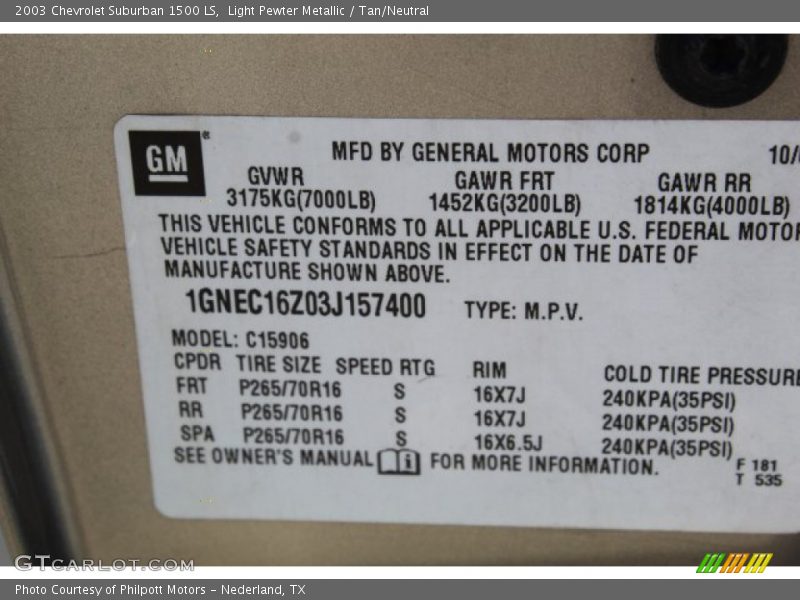 2003 Chevrolet Suburban 1500 LS, Light Pewter Metallic / Tan/Neutral
GM
MFD BY GENERAL MOTORS CORP 10/
GVWR GAWR FRT GAWR RR
3175KG(7000LB) 1452KG(3200LB) 1814KG(4000LB)
THIS VEHICLE CONFORMS TO ALL APPLICABLE U.S. FEDERAL MOTOR
VEHICLE SAFETY STANDARDS IN EFFECT ON THE DATE OF
MANUFACTURE SHOWN ABOVE.
1GNEC16Z03J157400 TYPE: M.P.V.
MODEL: C15906
CPDR TIRE SIZE SPEED RTG RIM COLD TIRE PRESSURE
FRT P265/70R16 S 16X7J 240KPA(35PSI)
RR P265/70R16 S 16X7J 240KPA(35PSI)
SPA P265/70R16 S 16X6.5J 240KPA(35PSI)
SEE OWNER'S MANUAL i FOR MORE INFORMATION.
F 181
T 535
GTCARLOT.COM
Photo Courtesy of Philpott Motors - Nederland, TX